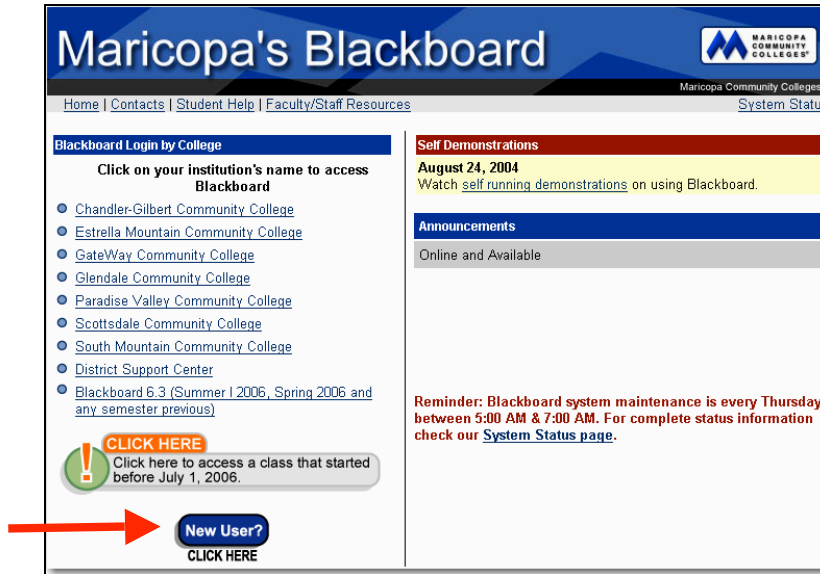 Maricopa's Blackboard
MARICOPA
COMMUNITY
COLLEGES®
Maricopa Community Colleges
Home | Contacts | Student Help | Faculty/Staff Resources
System Statu
Blackboard Login by College
Click on your institution's name to access
Blackboard
Chandler-Gilbert Community College
Estrella Mountain Community College
GateWay Community College
Glendale Community College
Paradise Valley Community College
Scottsdale Community College
South Mountain Community College
District Support Center
Blackboard 6.3 (Summer I 2006, Spring 2006 and
any semester previous)
CLICK HERE
Click here to access a class that started
before July 1, 2006.
New User?
CLICK HERE
Self Demonstrations
August 24, 2004
Watch self running demonstrations on using Blackboard.
Announcements
Online and Available
Reminder: Blackboard system maintenance is every Thursday
between 5:00 AM & 7:00 AM. For complete status information
check our System Status page.